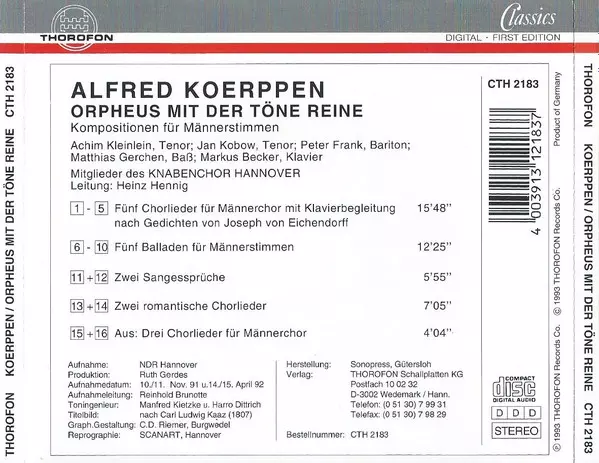 THOROFON
Classics
DIGITAL · FIRST EDITION
ALFRED KOERPPEN
ORPHEUS MIT DER TÖNE REINE
Kompositionen für Männerstimmen
Achim Kleinlein, Tenor; Jan Kobow, Tenor; Peter Frank, Bariton;
Matthias Gerchen, Baß; Markus Becker, Klavier
Mitglieder des KNABENCHOR HANNOVER
Leitung: Heinz Hennig
1 - 5 Fünf Chorlieder für Männerchor mit Klavierbegleitung 15'48"
nach Gedichten von Joseph von Eichendorff
6 - 10 Fünf Balladen für Männerstimmen 12'25"
11 + 12 Zwei Sangessprüche 5'55"
13 + 14 Zwei romantische Chorlieder 7'05"
15 + 16 Aus: Drei Chorlieder für Männerchor 4'04"
Aufnahme: NDR Hannover
Produktion: Ruth Gerdes
Aufnahmedatum: 10./11. Nov. 91 u.14./15. April 92
Aufnahmeleitung: Reinhold Brunotte
Toningenier: Manfred Kietzke u. Harro Dittrich
Titelbild: nach Carl Ludwig Kaaz (1807)
Graph.Gestaltung: C.D. Riemer, Burgwedel
Reprographie: SCANART, Hannover
Herstellung: Sonopress, Gütersloh
Verlag: THOROFON Schallplatten KG
Postfach 10 02 32
D-3002 Wedemark / Hann.
Telefon: (0 51 30) 7 99 31
Telefax: (0 51 30) 7 98 29
Bestellnummer: CTH 2183
CTH 2183
4 003913 121837
Product of Germany
© 1993 THOROFON Records Co.
℗ 1993 THOROFON Records Co.
COMPACT
disc
DIGITAL AUDIO
D D D
STEREO
THOROFON KOERPPEN / ORPHEUS MIT DER TÖNE REINE CTH 2183
THOROFON KOERPPEN / ORPHEUS MIT DER TÖNE REINE CTH 2183